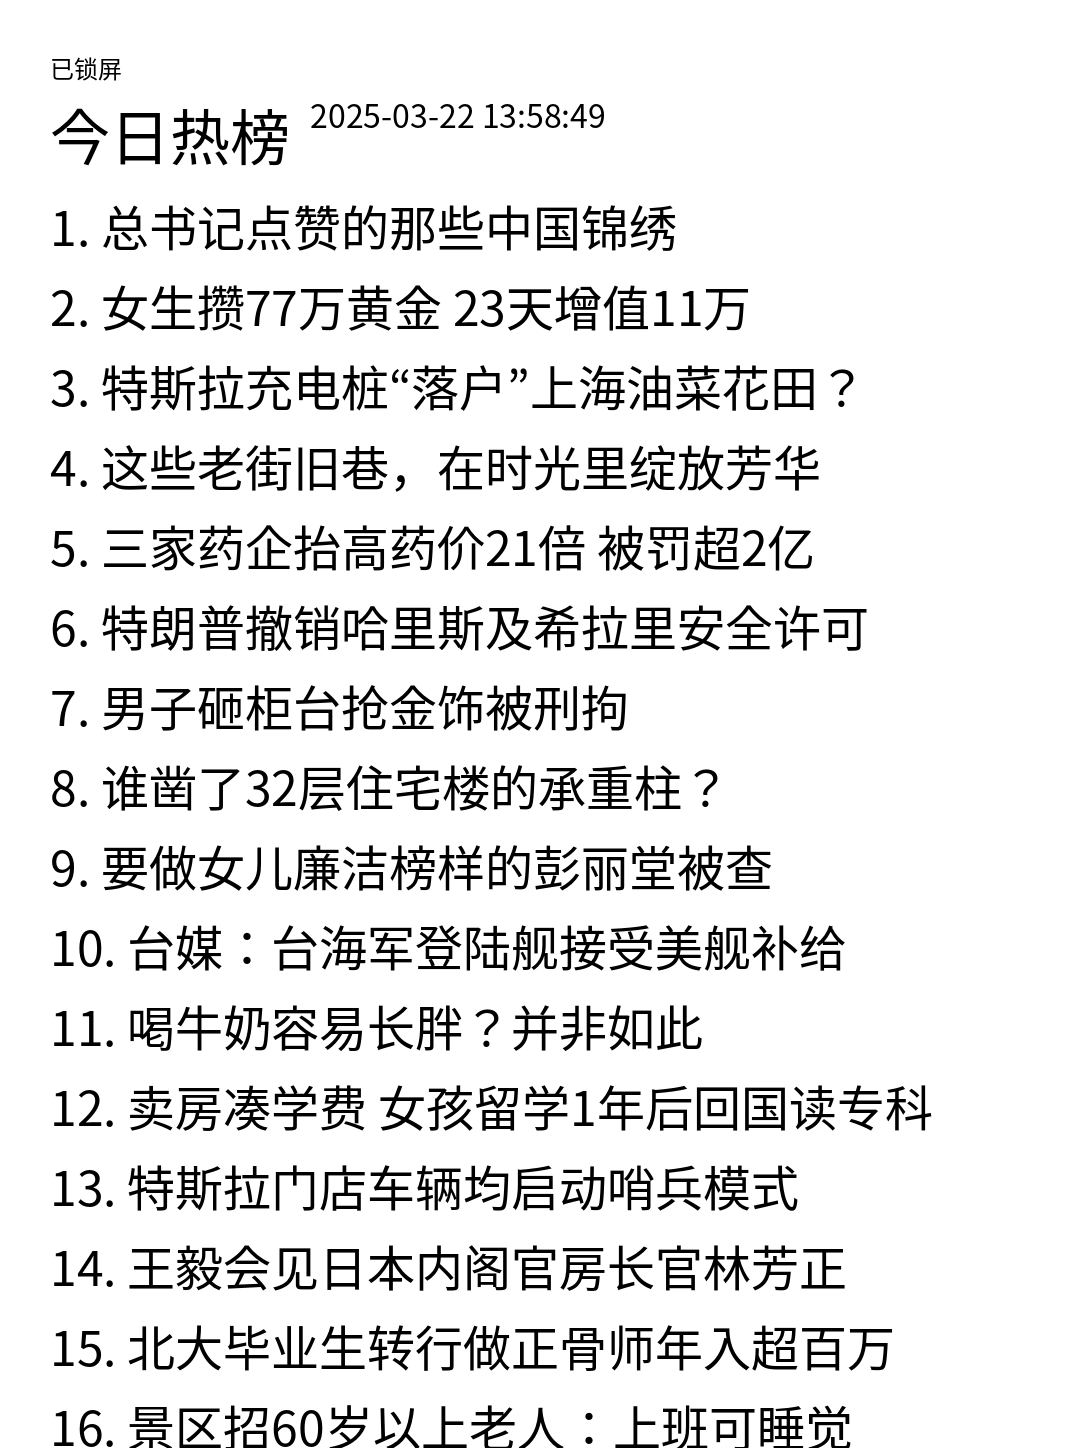 已锁屏
今日热榜 2025-03-22 13:58:49
1. 总书记点赞的那些中国锦绣
2. 女生攒77万黄金 23天增值11万
3. 特斯拉充电桩“落户”上海油菜花田？
4. 这些老街旧巷，在时光里绽放芳华
5. 三家药企抬高药价21倍 被罚超2亿
6. 特朗普撤销哈里斯及希拉里安全许可
7. 男子砸柜台抢金饰被刑拘
8. 谁凿了32层住宅楼的承重柱？
9. 要做女儿廉洁榜样的彭丽堂被查
10. 台媒：台海军登陆舰接受美舰补给
11. 喝牛奶容易长胖？并非如此
12. 卖房凑学费 女孩留学1年后回国读专科
13. 特斯拉门店车辆均启动哨兵模式
14. 王毅会见日本内阁官房长官林芳正
15. 北大毕业生转行做正骨师年入超百万
16. 景区招60岁以上老人：上班可睡觉